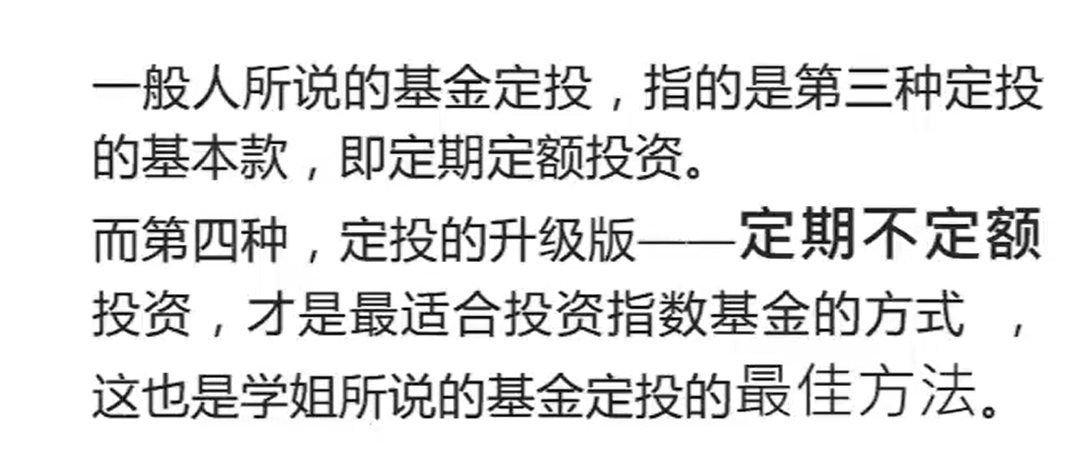 一般人所说的基金定投，指的是第三种定投
的基本款，即定期定额投资。
而第四种，定投的升级版——定期不定额
投资，才是最适合投资指数基金的方式 ，
这也是学姐所说的基金定投的最佳方法。